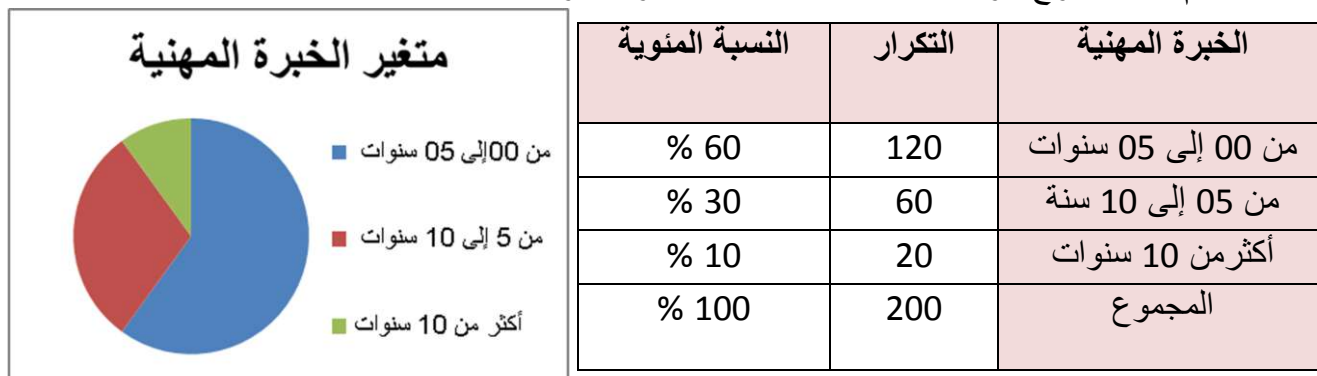 الخبرة المهنية التكرار النسبة المئوية
من 00 إلى 05 سنوات 120 60 %
من 05 إلى 10 سنة 60 30 %
أكثرمن 10 سنوات 20 10 %
المجموع 200 100 %
متغير الخبرة المهنية
من 00إلى 05 سنوات
من 5 إلى 10 سنوات
أكثر من 10 سنوات